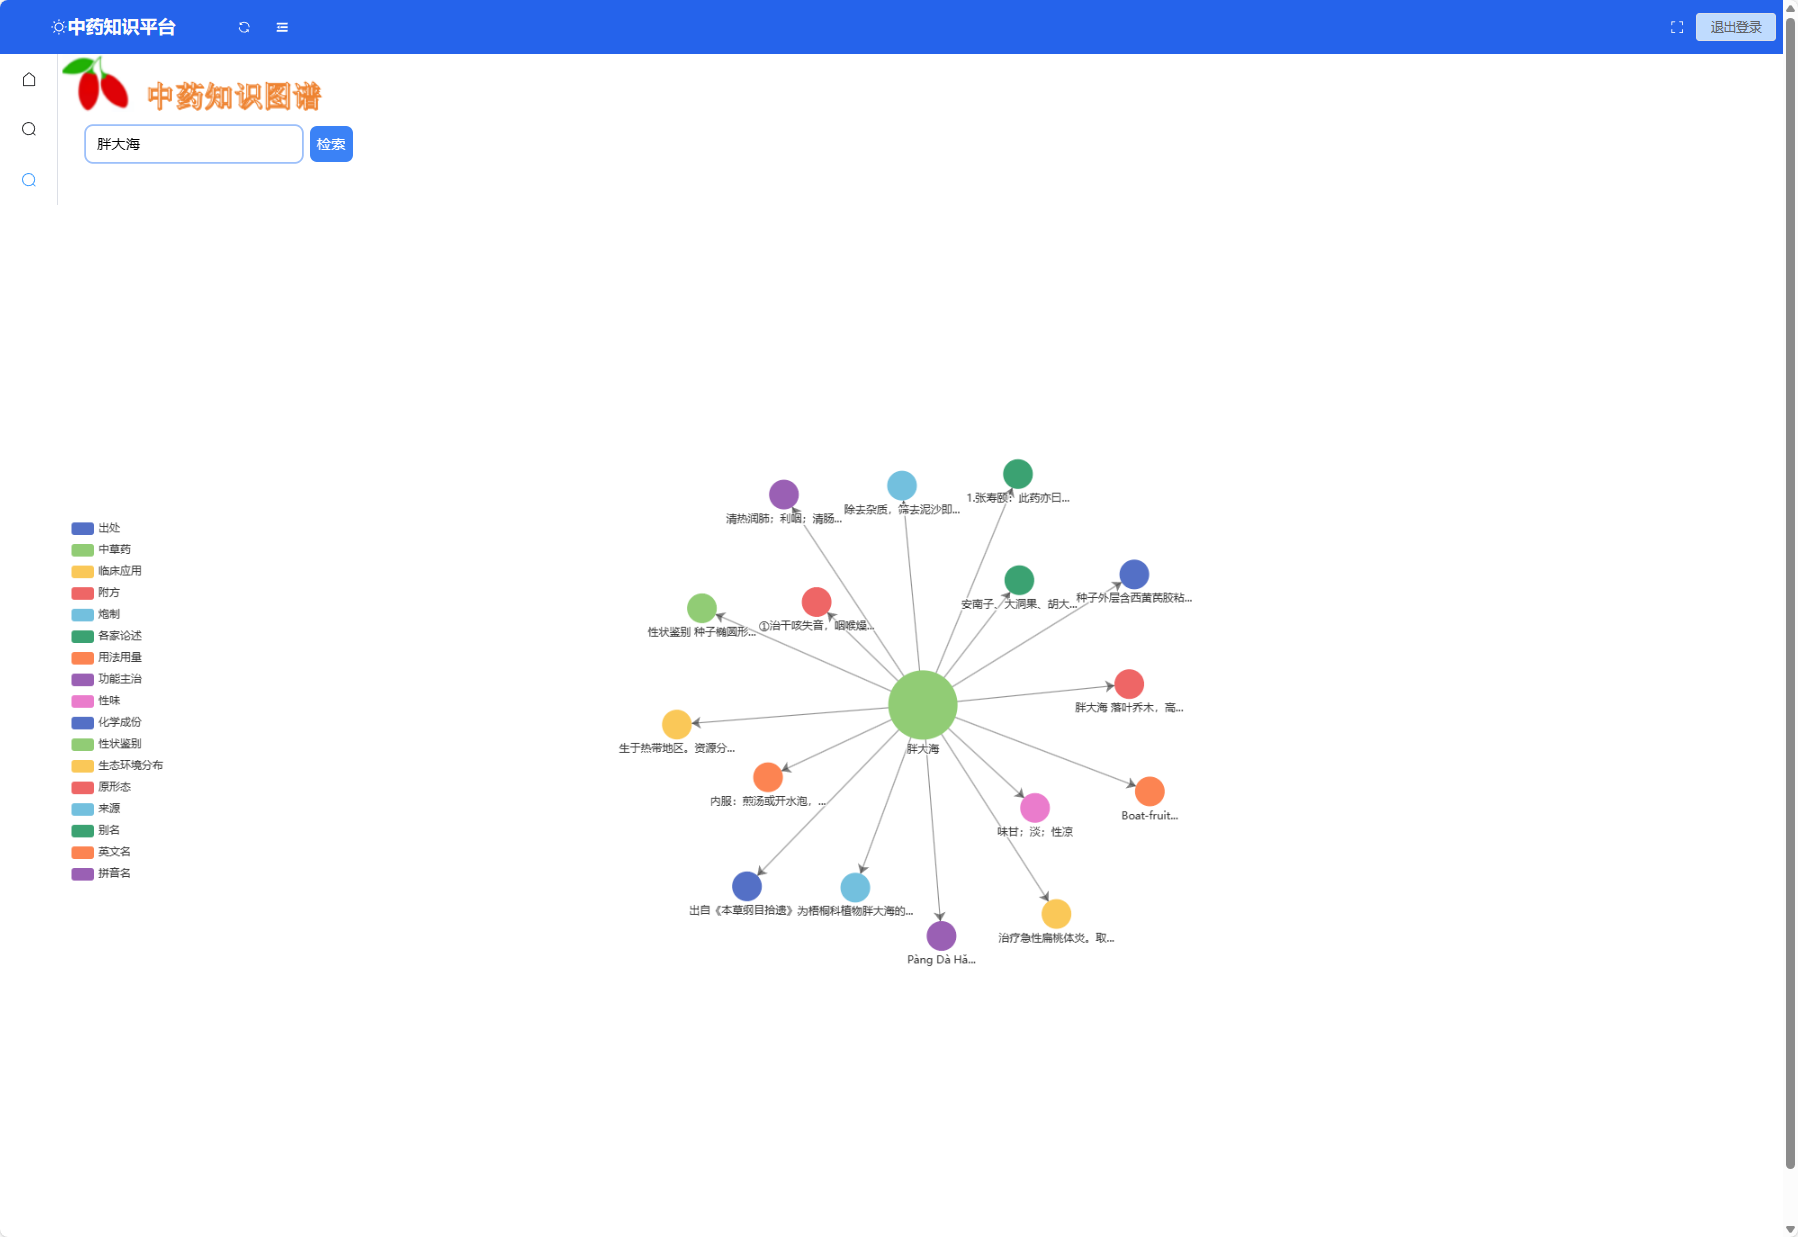 中药知识平台
退出登录
中药知识图谱
胖大海
检索
出处
中草药
临床应用
附方
炮制
各家论述
用法用量
功能主治
性味
化学成份
性状鉴别
生态环境分布
原形态
来源
别名
英文名
拼音名
1.张寿颐：此药亦曰...
除去杂质，筛去泥沙即...
清热润肺；利咽；清肠...
种子外层含西黄芪胶粘...
安南子、大洞果、胡大...
①治干咳失音，咽喉燥...
性状鉴别 种子椭圆形...
胖大海 落叶乔木，高...
生于热带地区。资源分...
胖大海
内服：煎汤或开水泡，...
Boat-fruit...
味甘；淡；性凉
出自《本草纲目拾遗》
为梧桐科植物胖大海的...
治疗急性扁桃体炎。取...
Pàng Dà Hǎ...